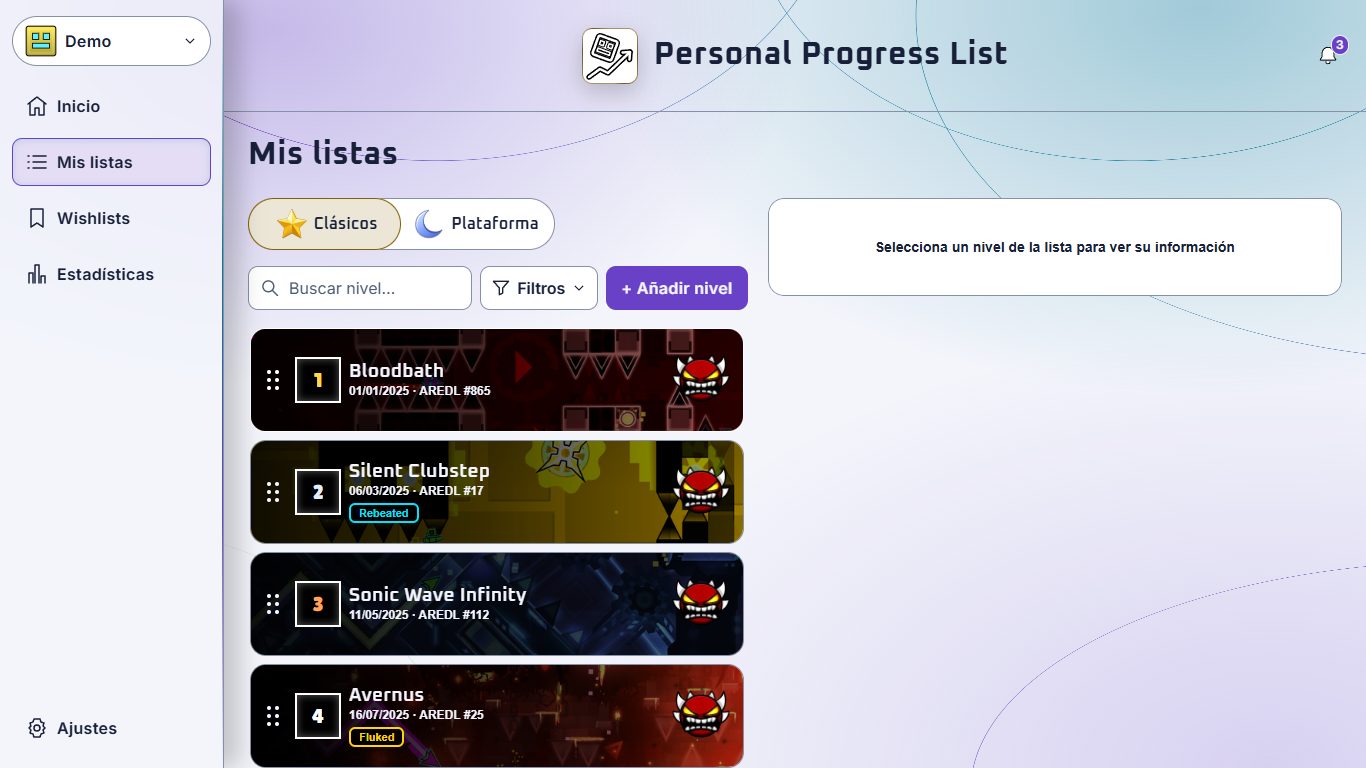 Demo
Inicio
Mis listas
Wishlists
Estadísticas
Ajustes
Personal Progress List
3
Mis listas
Clásicos
Plataforma
Buscar nivel...
Filtros
+ Añadir nivel
1
Bloodbath
01/01/2025 · AREDL #865
2
Silent Clubstep
06/03/2025 · AREDL #17
Rebeated
3
Sonic Wave Infinity
11/05/2025 · AREDL #112
4
Avernus
16/07/2025 · AREDL #25
Fluked
Selecciona un nivel de la lista para ver su información